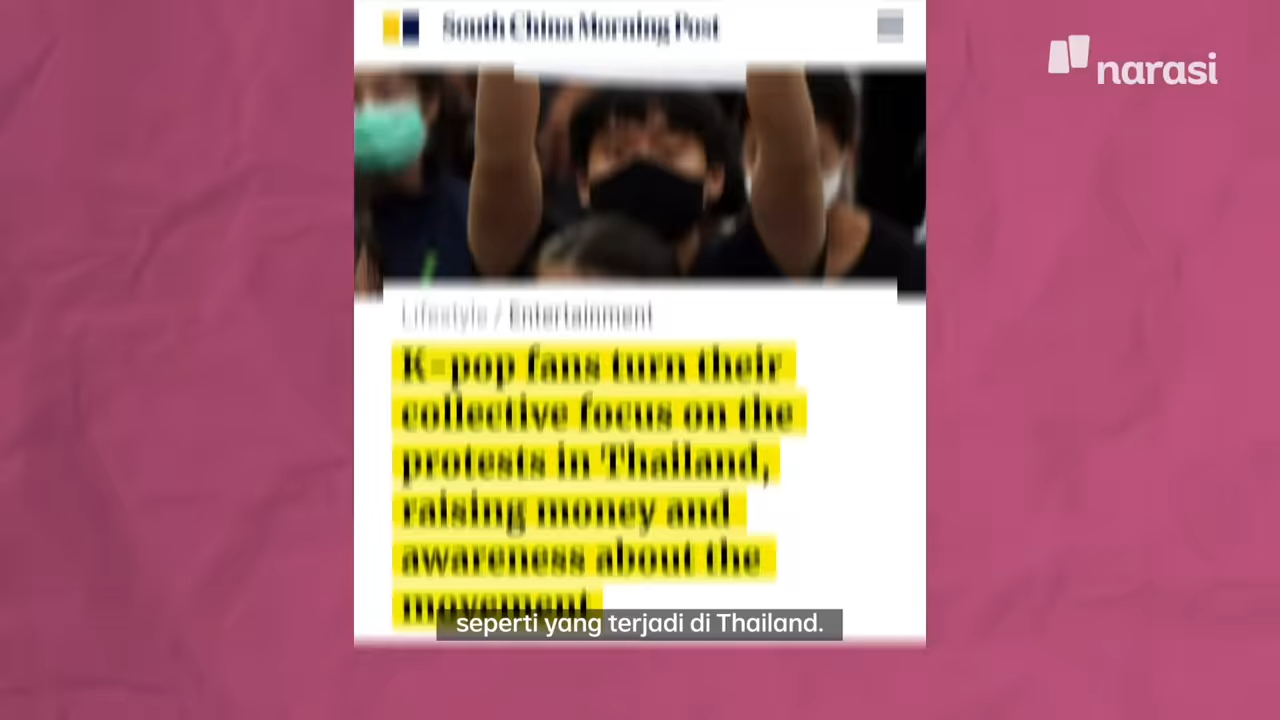 South China Morning Post
narasi
Lifestyle / Entertainment
K-pop fans turn their
collective focus on the
protests in Thailand,
raising money and
awareness about the
movement
seperti yang terjadi di Thailand.